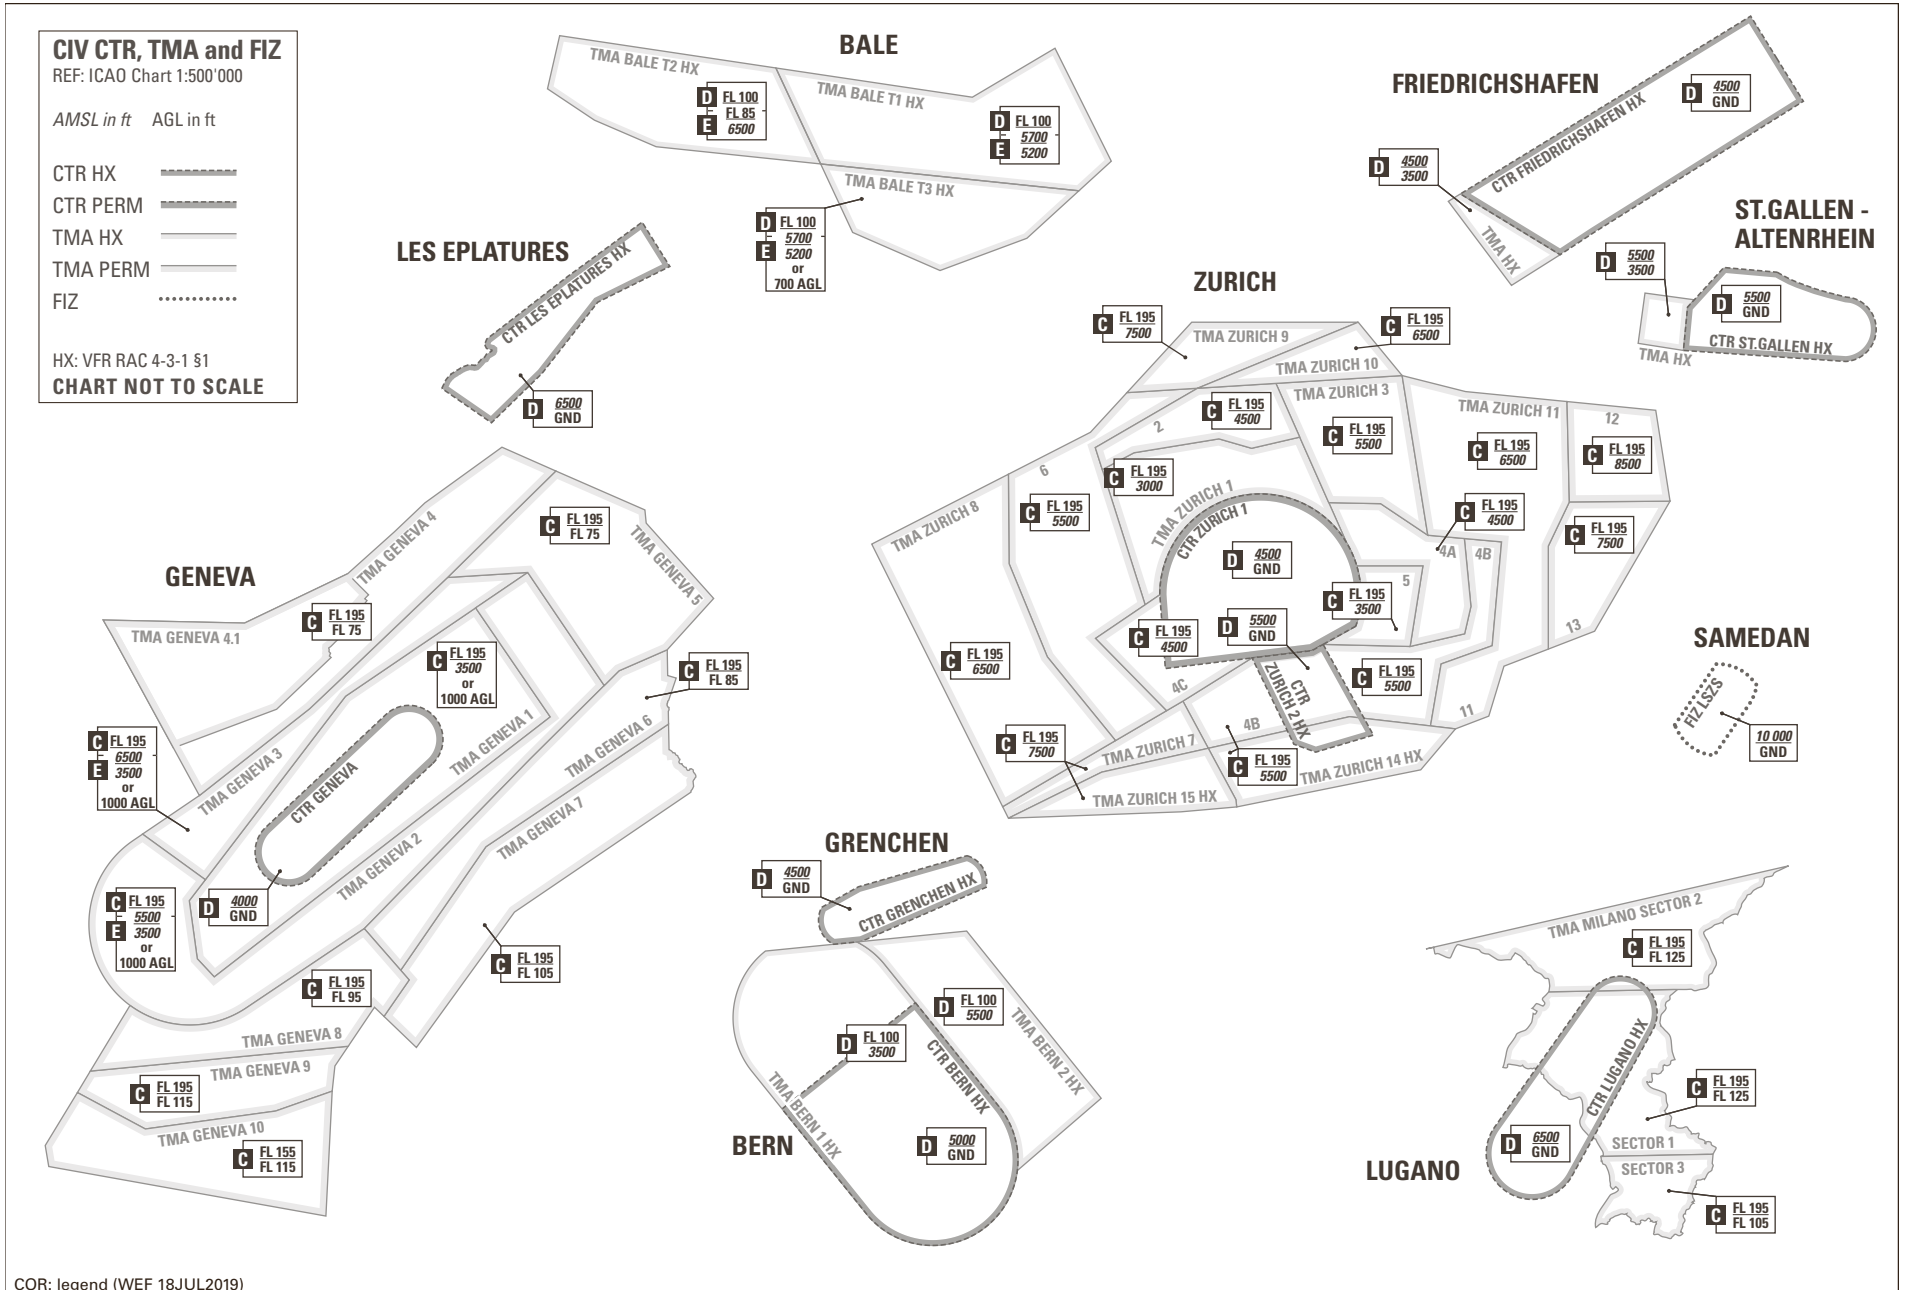 CIV CTR, TMA and FIZ
REF: ICAO Chart 1:500'000
AMSL in ft AGL in ft
CTR HX
CTR PERM
TMA HX
TMA PERM
FIZ
HX: VFR RAC 4-3-1 §1
CHART NOT TO SCALE
BALE
TMA BALE T2 HX
D FL 100
FL 85
E 6500
TMA BALE T1 HX
D FL 100
5700
E 5200
TMA BALE T3 HX
D FL 100
5700
E 5200
or
700 AGL
FRIEDRICHSHAFEN
D 4500
GND
CTR FRIEDRICHSHAFEN HX
D 4500
3500
TMA HX
ST.GALLEN -
ALTENRHEIN
D 5500
3500
D 5500
GND
CTR ST.GALLEN HX
TMA HX
LES EPLATURES
CTR LES EPLATURES HX
D 6500
GND
ZURICH
C FL 195
7500
TMA ZURICH 9
C FL 195
6500
TMA ZURICH 10
TMA ZURICH 3
C FL 195
4500
2
C FL 195
5500
TMA ZURICH 11
C FL 195
6500
12
C FL 195
8500
6
C FL 195
3000
TMA ZURICH 8
C FL 195
5500
TMA ZURICH 1
CTR ZURICH 1
C FL 195
4500
4A
4B
C FL 195
7500
D 4500
GND
5
C FL 195
3500
D 5500
GND
13
C FL 195
4500
C FL 195
6500
4C
CTR
ZURICH 2 HX
C FL 195
5500
11
4B
C FL 195
7500
TMA ZURICH 7
C FL 195
5500
TMA ZURICH 14 HX
TMA ZURICH 15 HX
SAMEDAN
FIZ LSZS
10 000
GND
GENEVA
TMA GENEVA 4
C FL 195
FL 75
TMA GENEVA 5
TMA GENEVA 4.1
C FL 195
FL 75
C FL 195
3500
or
1000 AGL
C FL 195
FL 85
C FL 195
6500
E 3500
or
1000 AGL
TMA GENEVA 3
CTR GENEVA
TMA GENEVA 1
TMA GENEVA 6
TMA GENEVA 7
TMA GENEVA 2
D 4000
GND
C FL 195
5500
E 3500
or
1000 AGL
C FL 195
FL 105
C FL 195
FL 95
TMA GENEVA 8
TMA GENEVA 9
C FL 195
FL 115
TMA GENEVA 10
C FL 155
FL 115
GRENCHEN
D 4500
GND
CTR GRENCHEN HX
D FL 100
5500
D FL 100
3500
TMA BERN 2 HX
CTR BERN HX
TMA BERN 1 HX
D 5000
GND
BERN
TMA MILANO SECTOR 2
C FL 195
FL 125
CTR LUGANO HX
C FL 195
FL 125
D 6500
GND
SECTOR 1
SECTOR 3
LUGANO
C FL 195
FL 105
COR: legend (WEF 18JUL2019)